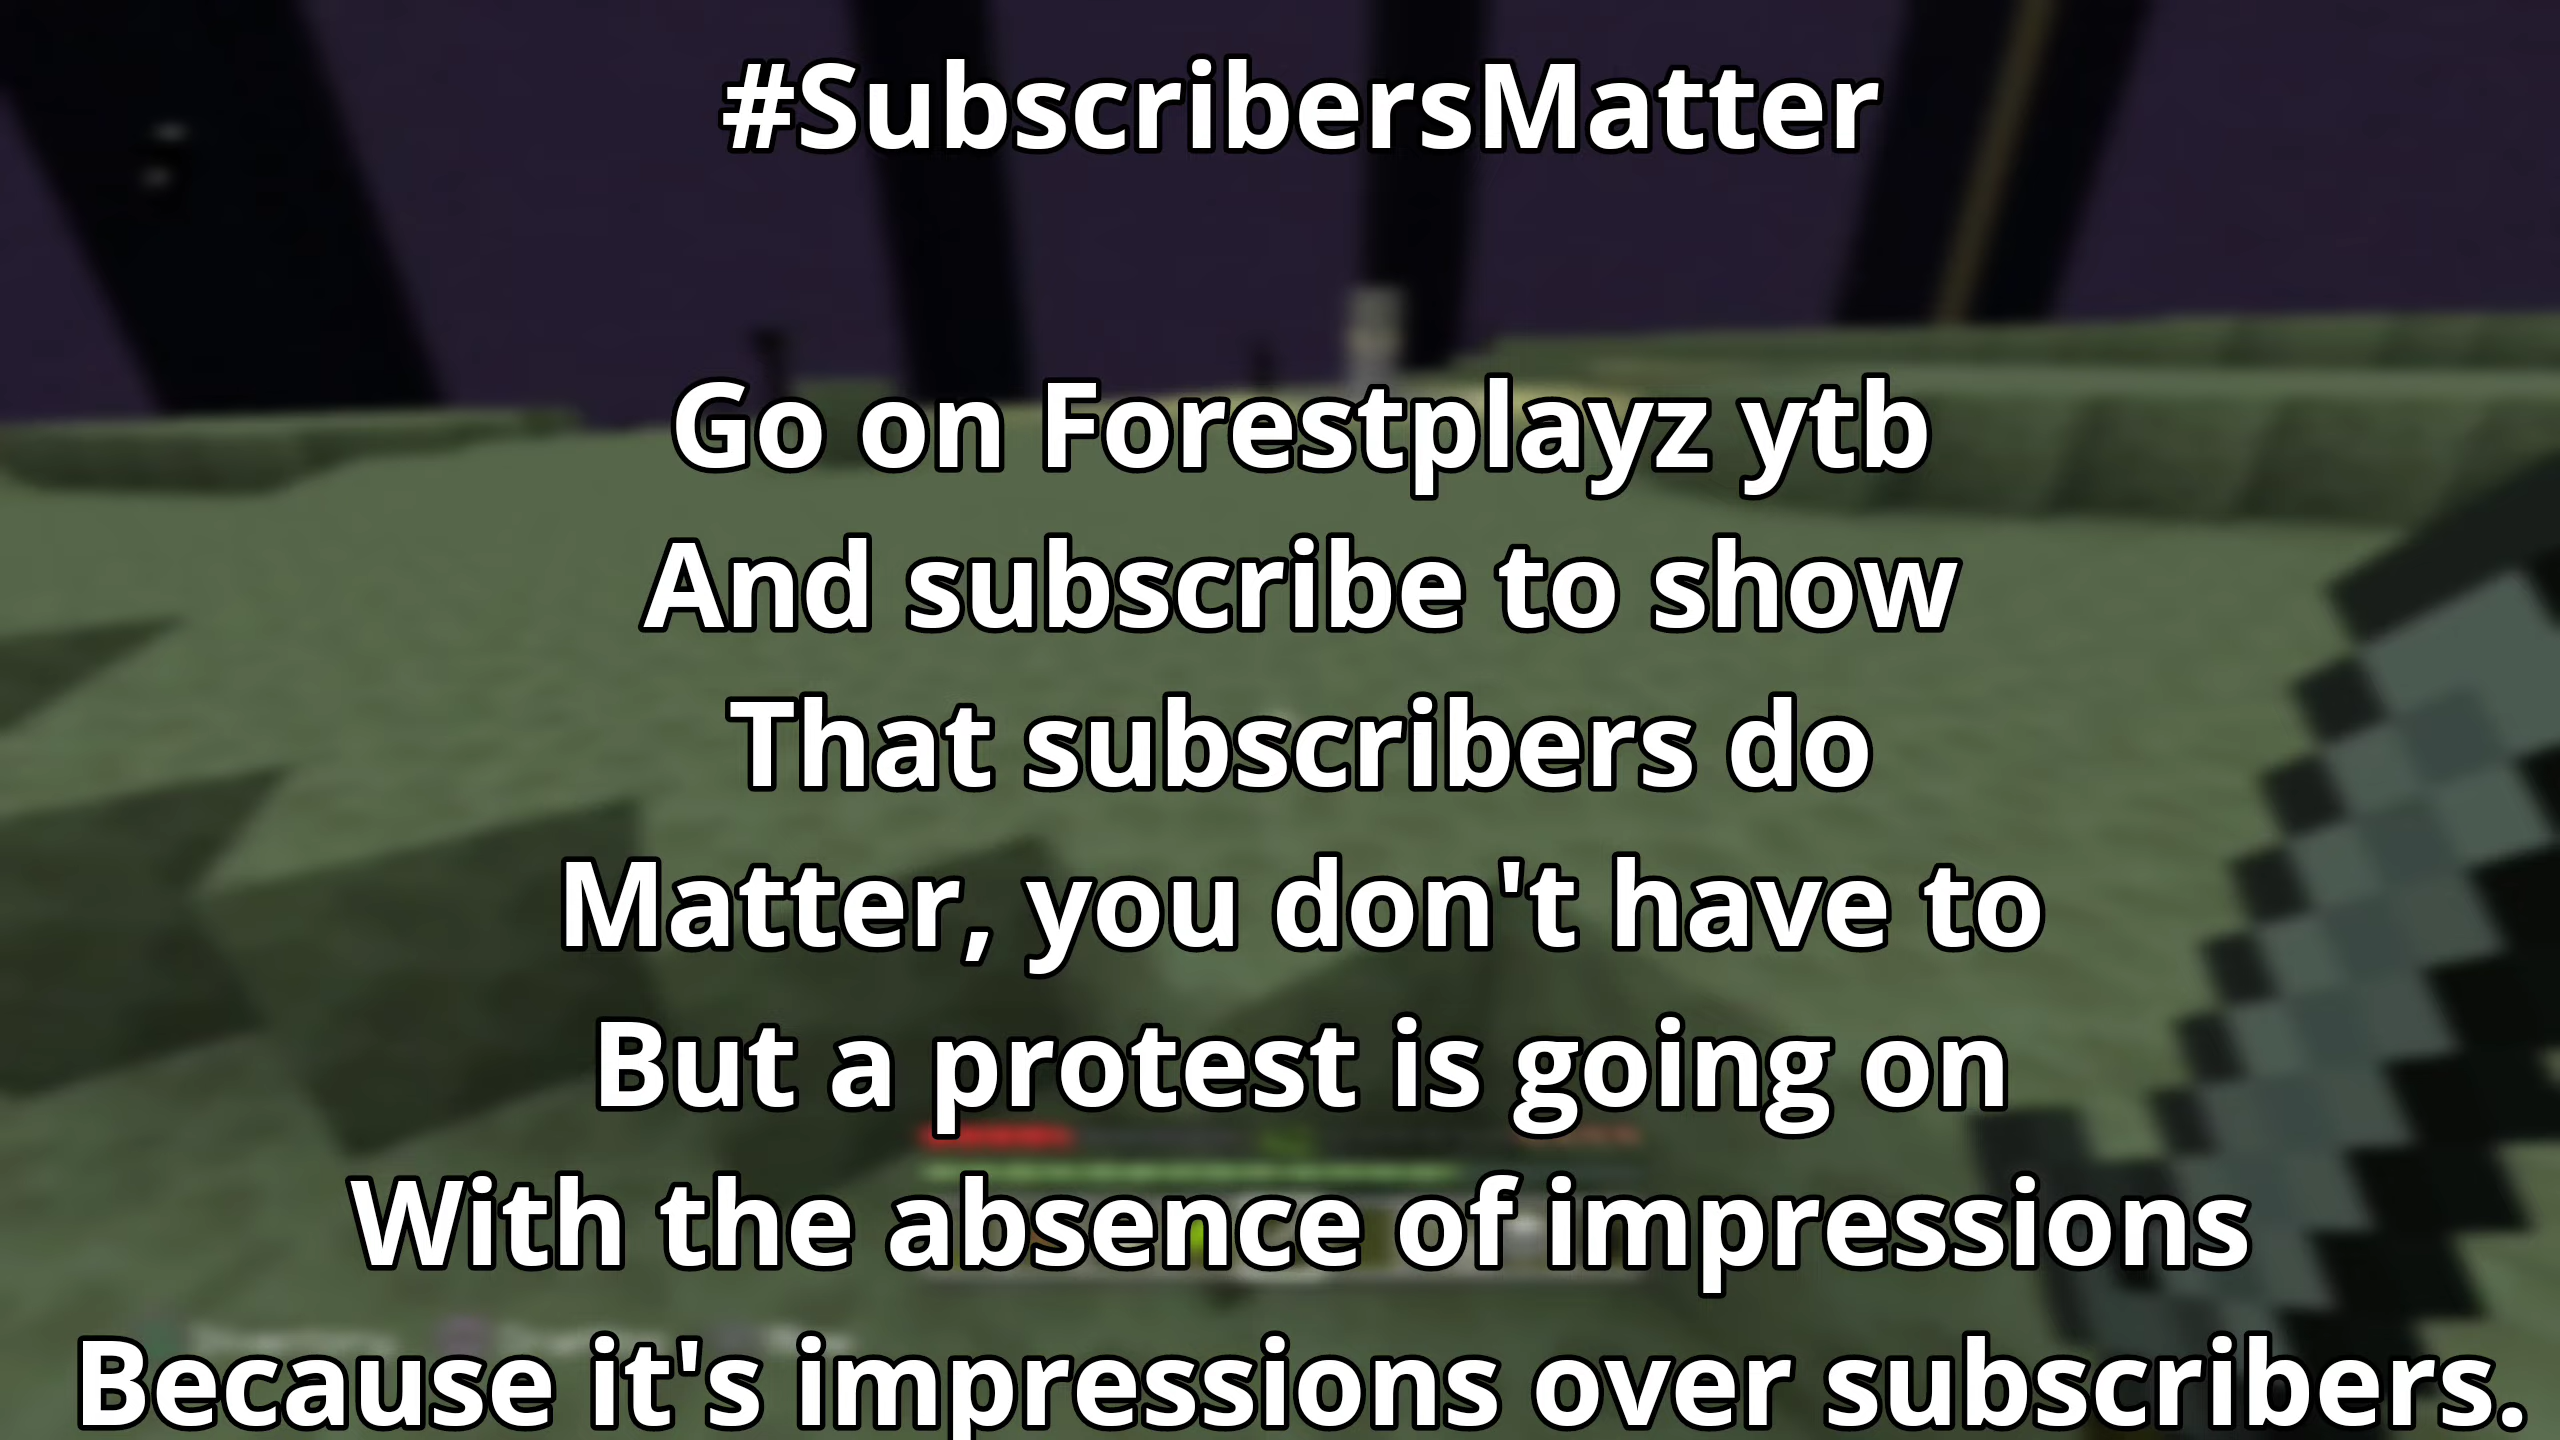 #SubscribersMatter
Go on Forestplayz ytb
And subscribe to show
That subscribers do
Matter, you don't have to
But a protest is going on
With the absence of impressions
Because it's impressions over subscribers.